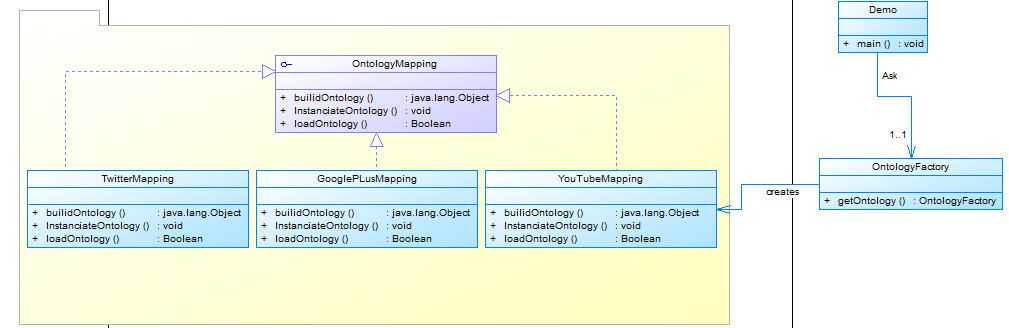 Demo
+ main () : void
Ask
1..1
OntologyMapping
+ builidOntology () : java.lang.Object
+ InstanciateOntology () : void
+ loadOntology () : Boolean
TwitterMapping
+ builidOntology () : java.lang.Object
+ InstanciateOntology () : void
+ loadOntology () : Boolean
GooglePLusMapping
+ builidOntology () : java.lang.Object
+ InstanciateOntology () : void
+ loadOntology () : Boolean
YouTubeMapping
+ builidOntology () : java.lang.Object
+ InstanciateOntology () : void
+ loadOntology () : Boolean
creates
OntologyFactory
+ getOntology () : OntologyFactory